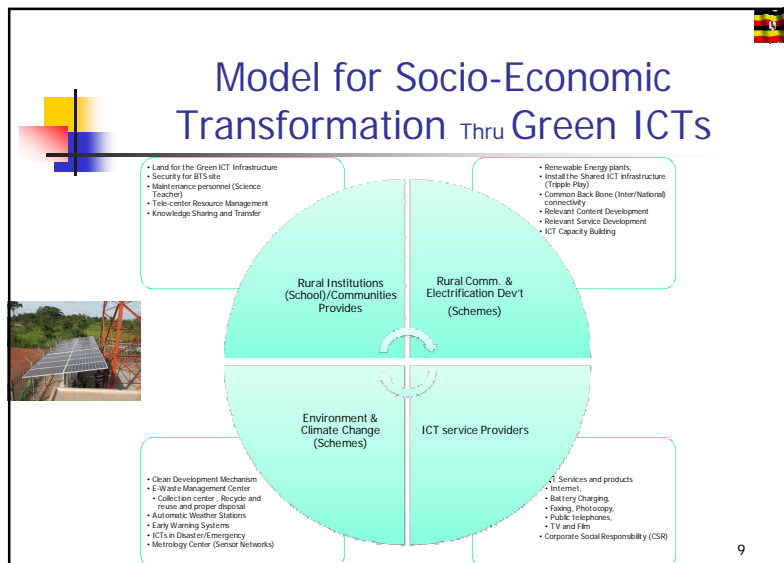 Model for Socio-Economic
Transformation Thru Green ICTs
• Land for the Green ICT Infrastructure
• Security for BTS site
• Maintenance personnel (Science
Teacher)
• Tele-center Resource Management
• Knowledge Sharing and Transfer
• Renewable Energy plants,
• Install the Shared ICT infrastructure
(Tripple Play)
• Common Back Bone (Inter/National)
connectivity
• Relevant Content Development
• Relevant Service Development
• ICT Capacity Building
Rural Institutions
(School)/Communities
Provides
Rural Comm. &
Electrification Dev't
(Schemes)
Environment &
Climate Change
(Schemes)
ICT service Providers
• Clean Development Mechanism
• E-Waste Management Center
• Collection center , Recycle and
reuse and proper disposal
• Automatic Weather Stations
• Early Warning Systems
• ICTs in Disaster/Emergency
• Metrology Center (Sensor Networks)
Services and products
• Internet,
• Battery Charging,
• Faxing, Photocopy,
• Public telephones,
• TV and Film
• Corporate Social Responsibility (CSR)
9